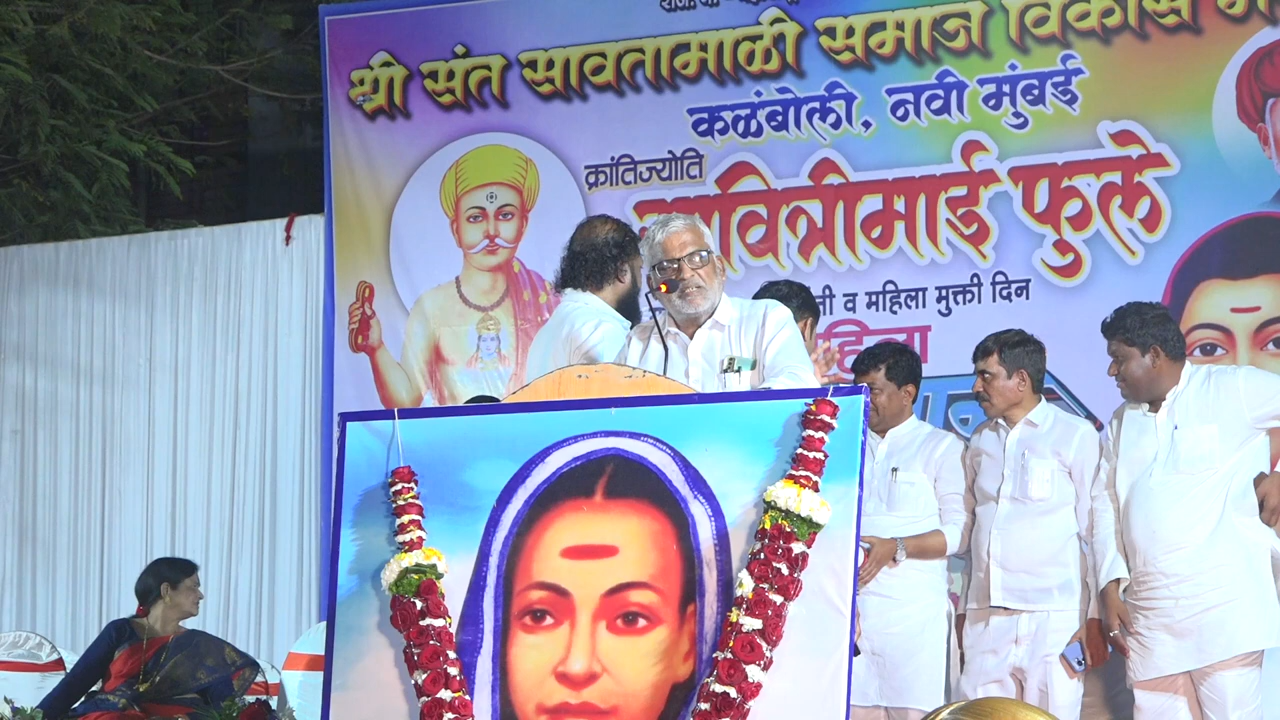 श्री संत सावतामाळी समाज विकास
कळंबोली, नवी मुंबई
क्रांतिज्योति
सावित्रीमाई फुले
व महिला मुक्ती दिन